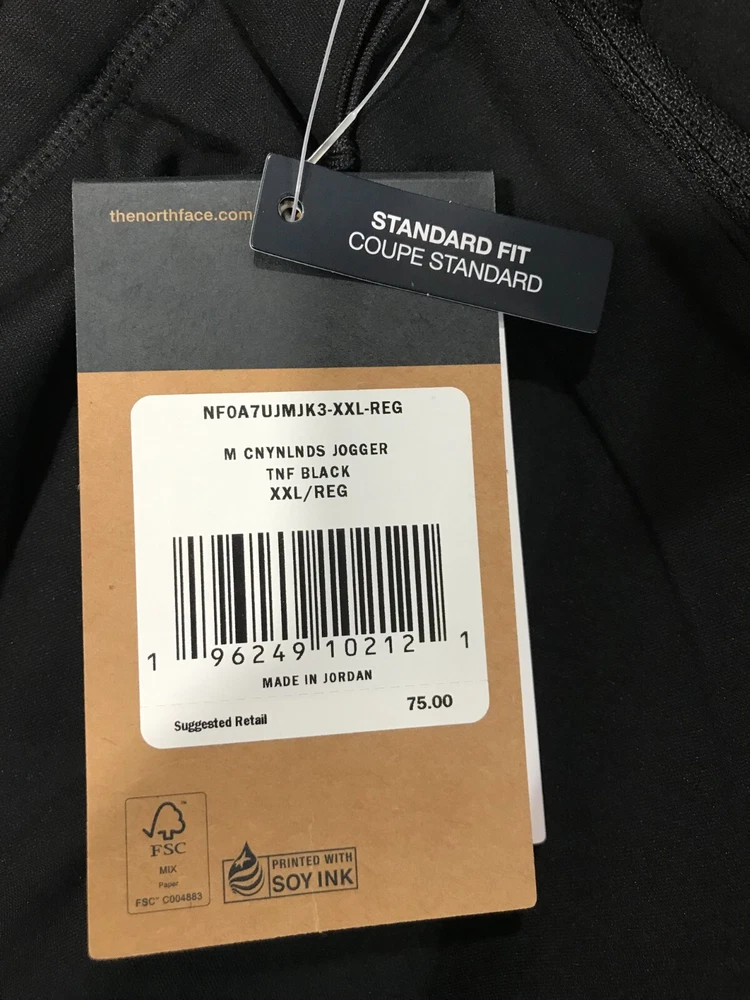 thenorthface.com
STANDARD FIT
COUPE STANDARD
NF0A7UJMJK3-XXL-REG
M CNYNLNDS JOGGER
TNF BLACK
XXL/REG
1 96249 10212 1
MADE IN JORDAN
Suggested Retail 75.00
FSC
MIX
Paper
FSC™ C004883
PRINTED WITH
SOY INK